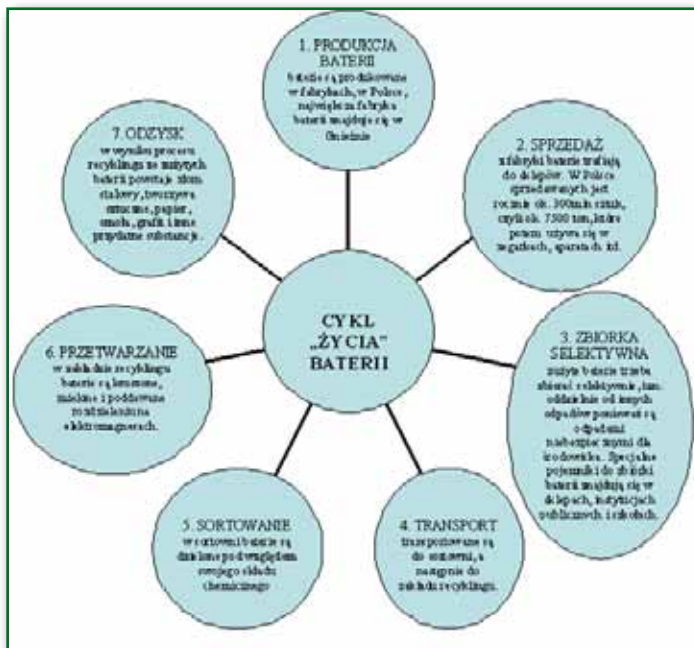 1. PRODUKCJA
BATERII
baterie są produkowane
w fabrykach, w Polsce,
największa fabryka
baterii znajduje się w
Gnieźnie
2. SPRZEDAŻ
z fabryki baterie trafiają
do sklepów. W Polsce
sprzedawanych jest
rocznie ok. 300mln sztuk,
czyli ok. 7500 ton, które
potem używa się w
zegarkach, aparatach itd.
3. ZBIORKA
SELEKTYWNA
zużyte baterie trzeba
zbierać selektywnie, tzn.
oddzielnie od innych
odpadów ponieważ są
odpadami
niebezpiecznymi dla
środowiska. Specjalne
pojemniki do zbiórki
baterii znajdują się w
sklepach, instytucjach
publicznych i szkołach.
4. TRANSPORT
transportowane są
do sortowni, a
następnie do
zakładu recyklingu.
5. SORTOWANIE
w sortowni baterie są
dzielone pod względem
swojego składu
chemicznego
6. PRZETWARZANIE
w zakładzie recyklingu
baterie są kruszone,
mielone i poddawane
rozdzieleniu na
elektromagnesach.
7. ODZYSK
w wyniku procesu
recyklingu ze zużytych
baterii powstaje złom
stalowy, tworzywa
sztuczne, papier,
smoła, grafit i inne
przydatne substancje.
CYKL
„ŻYCIA”
BATERII